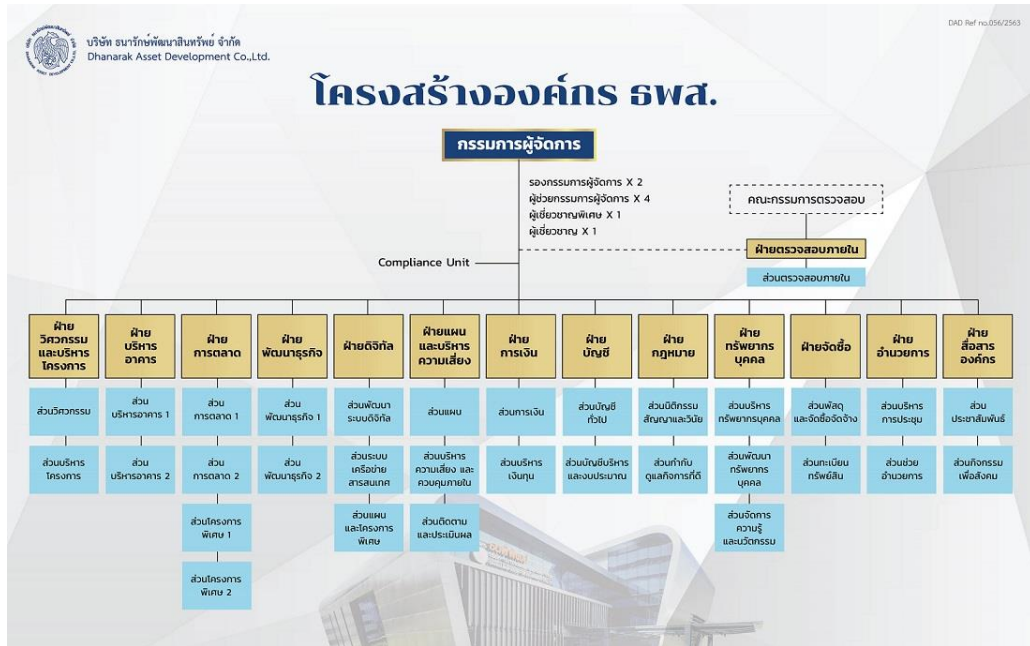 DAD Ref no.056/2563
บริษัท ธนารักษ์พัฒนาสินทรัพย์ จำกัด
Dhanarak Asset Development Co.,Ltd.
โครงสร้างองค์กร ธพส.
กรรมการผู้จัดการ
รองกรรมการผู้จัดการ X 2
ผู้ช่วยกรรมการผู้จัดการ X 4
ผู้เชี่ยวชาญพิเศษ X 1
ผู้เชี่ยวชาญ X 1
คณะกรรมการตรวจสอบ
ฝ่ายตรวจสอบภายใน
ส่วนตรวจสอบภายใน
Compliance Unit
ฝ่าย
วิศวกรรม
และบริหาร
โครงการ
ส่วนวิศวกรรม
ส่วนบริหาร
โครงการ
ฝ่าย
บริหาร
อาคาร
ส่วน
บริหารอาคาร 1
ส่วน
บริหารอาคาร 2
ฝ่าย
การตลาด
ส่วน
การตลาด 1
ส่วน
การตลาด 2
ส่วนโครงการ
พิเศษ 1
ส่วนโครงการ
พิเศษ 2
ฝ่าย
พัฒนาธุรกิจ
ส่วน
พัฒนาธุรกิจ 1
ส่วน
พัฒนาธุรกิจ 2
ฝ่ายดิจิทัล
ส่วนพัฒนา
ระบบดิจิทัล
ส่วนระบบ
เครือข่าย
สารสนเทศ
ส่วนแผน
และโครงการ
พิเศษ
ฝ่ายแผน
และบริหาร
ความเสี่ยง
ส่วนแผน
ส่วนบริหาร
ความเสี่ยง และ
ควบคุมภายใน
ส่วนติดตาม
และประเมินผล
ฝ่าย
การเงิน
ส่วนการเงิน
ส่วนบริหาร
เงินทุน
ฝ่าย
บัญชี
ส่วนบัญชี
ทั่วไป
ส่วนบัญชีบริหาร
และงบประมาณ
ฝ่าย
กฎหมาย
ส่วนนิติกรรม
สัญญาและวินัย
ส่วนกำกับ
ดูแลกิจการที่ดี
ฝ่าย
ทรัพยากร
บุคคล
ส่วนบริหาร
ทรัพยากรบุคคล
ส่วนพัฒนา
ทรัพยากร
บุคคล
ส่วนจัดการ
ความรู้
และนวัตกรรม
ฝ่ายจัดซื้อ
ส่วนพัสดุ
และจัดซื้อจัดจ้าง
ส่วนทะเบียน
ทรัพย์สิน
ฝ่าย
อำนวยการ
ส่วนบริหาร
การประชุม
ส่วนช่วย
อำนวยการ
ฝ่าย
สื่อสาร
องค์กร
ส่วน
ประชาสัมพันธ์
ส่วนกิจกรรม
เพื่อสังคม